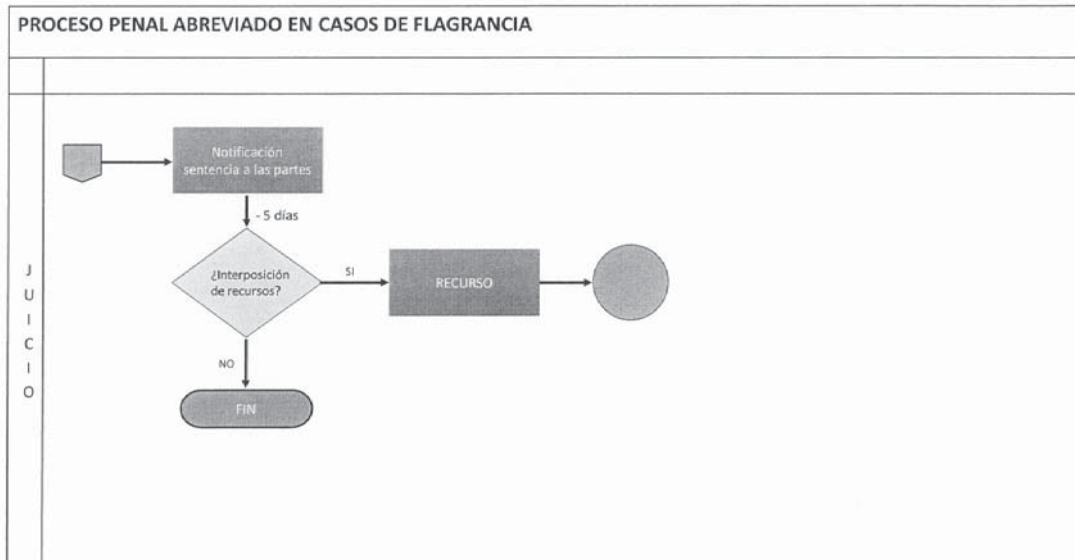 PROCESO PENAL ABREVIADO EN CASOS DE FLAGRANCIA
Notificación
sentencia a las partes
- 5 días
¿Interposición
de recursos?
SI
RECURSO
NO
FIN
J
U
I
C
I
O